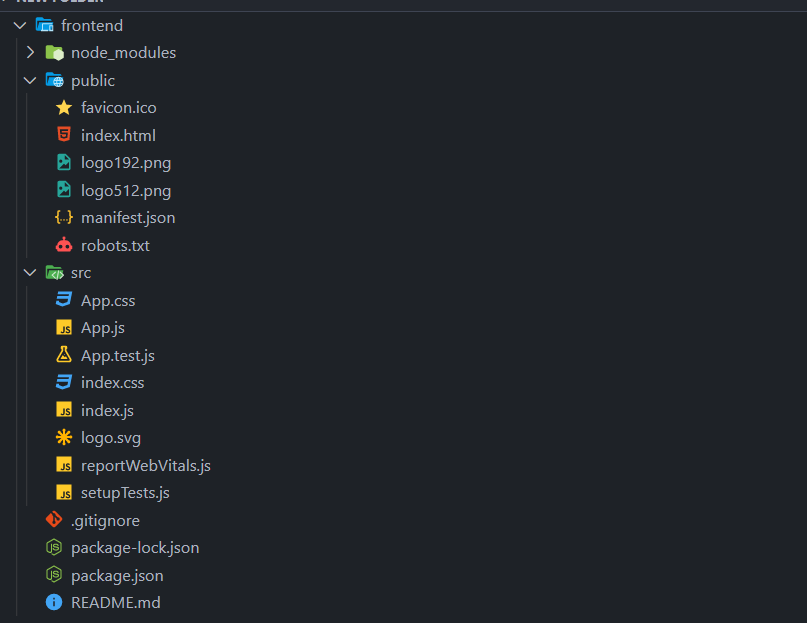 NEW FOLDER
frontend
node_modules
public
favicon.ico
index.html
logo192.png
logo512.png
manifest.json
robots.txt
src
App.css
App.js
App.test.js
index.css
index.js
logo.svg
reportWebVitals.js
setupTests.js
.gitignore
package-lock.json
package.json
README.md